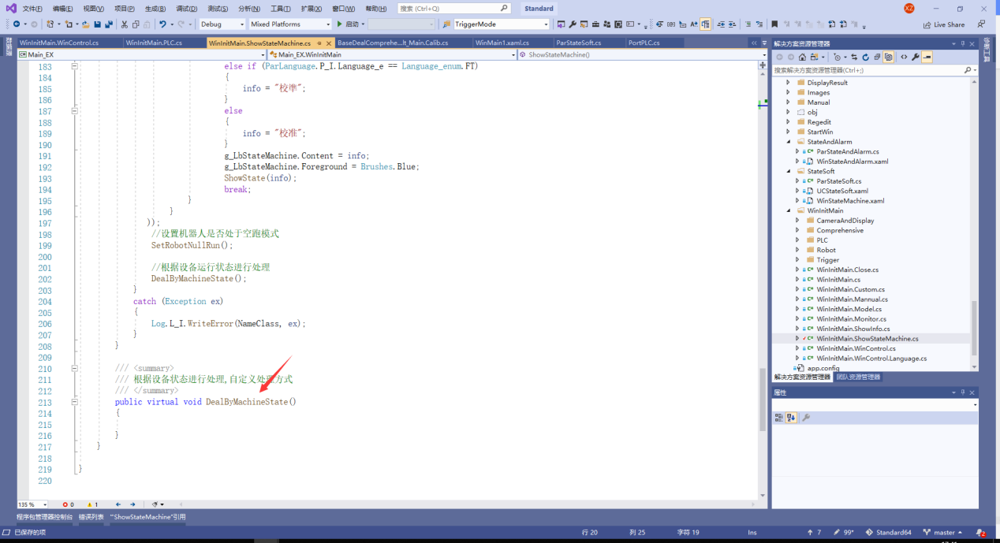 文件(F) 编辑(E) 视图(V) 项目(P) 生成(B) 调试(D) 测试(S) 分析(N) 工具(T) 扩展(X) 窗口(W) 帮助(H) 搜索 (Ctrl+Q) Standard XZ
Debug Mixed Platforms 启动 TriggerMode Live Share
WinInitMain.WinControl.cs WinInitMain.PLC.cs WinInitMain.ShowStateMachine.cs BaseDealComprehe...lt_Main.Calib.cs WinMain1.xaml.cs ParStateSoft.cs PortPLC.cs
Main_EX Main_EX.WinInitMain ShowStateMachine()
183 else if (ParLanguage.P_I.Language_e == Language_enum.FT)
184 {
185 info = "校準";
186 }
187 else
188 {
189 info = "校准";
190 }
191 g_LbStateMachine.Content = info;
192 g_LbStateMachine.Foreground = Brushes.Blue;
193 ShowState(info);
194 break;
195 }
196 }
197 }));
198 //设置机器人是否处于空跑模式
199 SetRobotNullRun();
200
201 //根据设备运行状态进行处理
202 DealByMachineState();
203 }
204 catch (Exception ex)
205 {
206 Log.L_I.WriteError(NameClass, ex);
207 }
208 }
209
210 /// <summary>
211 /// 根据设备状态进行处理,自定义处理方式
212 /// </summary>
213 public virtual void DealByMachineState()
214 {
215
216 }
217 }
218
219 }
220
135 % 0 1
程序包管理器控制台 错误列表 "ShowStateMachine"引用
解决方案资源管理器
搜索解决方案资源管理器(Ctrl+;)
DisplayResult
Images
Manual
obj
Regedit
StartWin
StateAndAlarm
ParStateAndAlarm.cs
WinStateAndAlarm.xaml
StateSoft
ParStateSoft.cs
UCStateSoft.xaml
WinStateMachine.xaml
WinInitMain
CameraAndDisplay
Comprehensive
PLC
Robot
Trigger
WinInitMain.Close.cs
WinInitMain.cs
WinInitMain.Custom.cs
WinInitMain.Mannual.cs
WinInitMain.Model.cs
WinInitMain.Monitor.cs
WinInitMain.ShowInfo.cs
WinInitMain.ShowStateMachine.cs
WinInitMain.WinControl.cs
WinInitMain.WinControl.Language.cs
app.config
解决方案资源管理器 团队资源管理器
属性
已保存的项 行 20 列 25 字符 19 Ins 7 99* Standard64 master 2